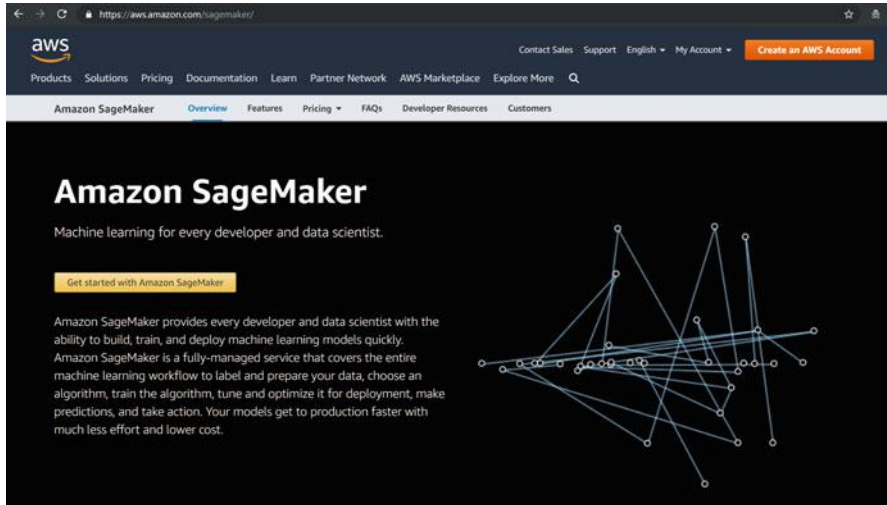 https://aws.amazon.com/sagemaker/
aws
Contact Sales Support English My Account Create an AWS Account
Products Solutions Pricing Documentation Learn Partner Network AWS Marketplace Explore More
Amazon SageMaker Overview Features Pricing FAQs Developer Resources Customers
Amazon SageMaker
Machine learning for every developer and data scientist.
Get started with Amazon SageMaker
Amazon SageMaker provides every developer and data scientist with the
ability to build, train, and deploy machine learning models quickly.
Amazon SageMaker is a fully-managed service that covers the entire
machine learning workflow to label and prepare your data, choose an
algorithm, train the algorithm, tune and optimize it for deployment, make
predictions, and take action. Your models get to production faster with
much less effort and lower cost.